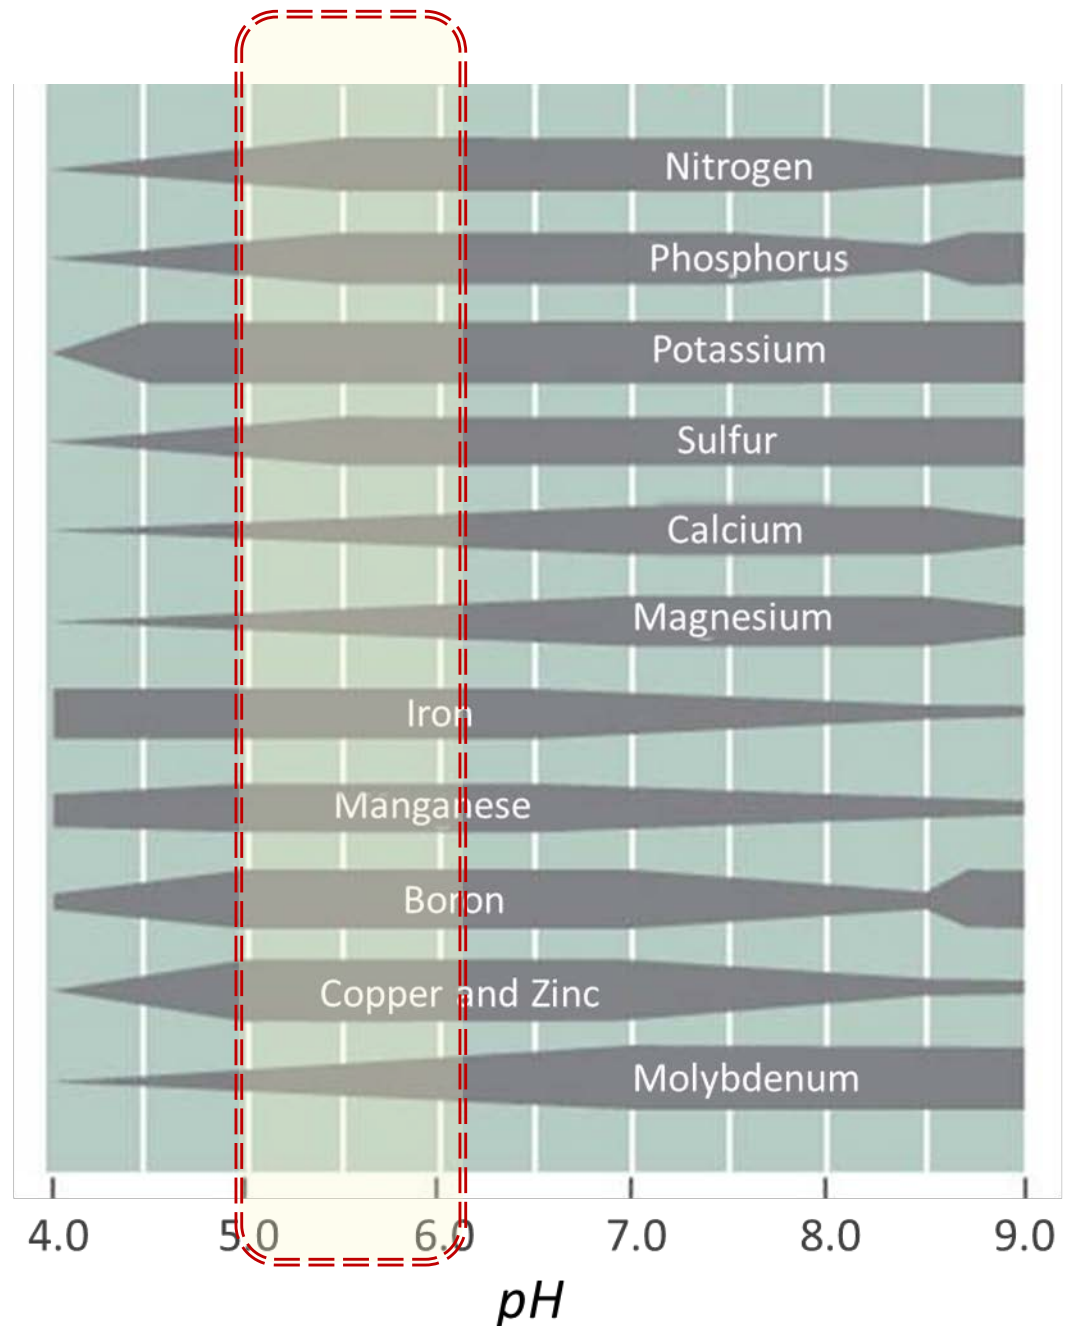 Nitrogen
Phosphorus
Potassium
Sulfur
Calcium
Magnesium
Iron
Manganese
Boron
Copper and Zinc
Molybdenum
4.0 5.0 6.0 7.0 8.0 9.0
pH